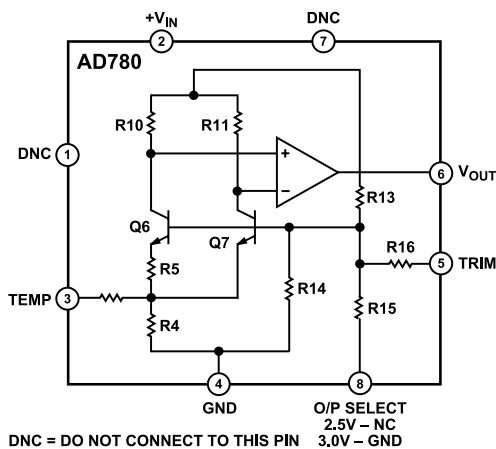 +VIN
DNC
2
7
AD780
R10
R11
DNC
1
+
−
6
VOUT
R13
Q6
Q7
R16
5
TRIM
R5
R14
R15
TEMP
3
R4
4
8
GND
O/P SELECT
2.5V – NC
3.0V – GND
DNC = DO NOT CONNECT TO THIS PIN